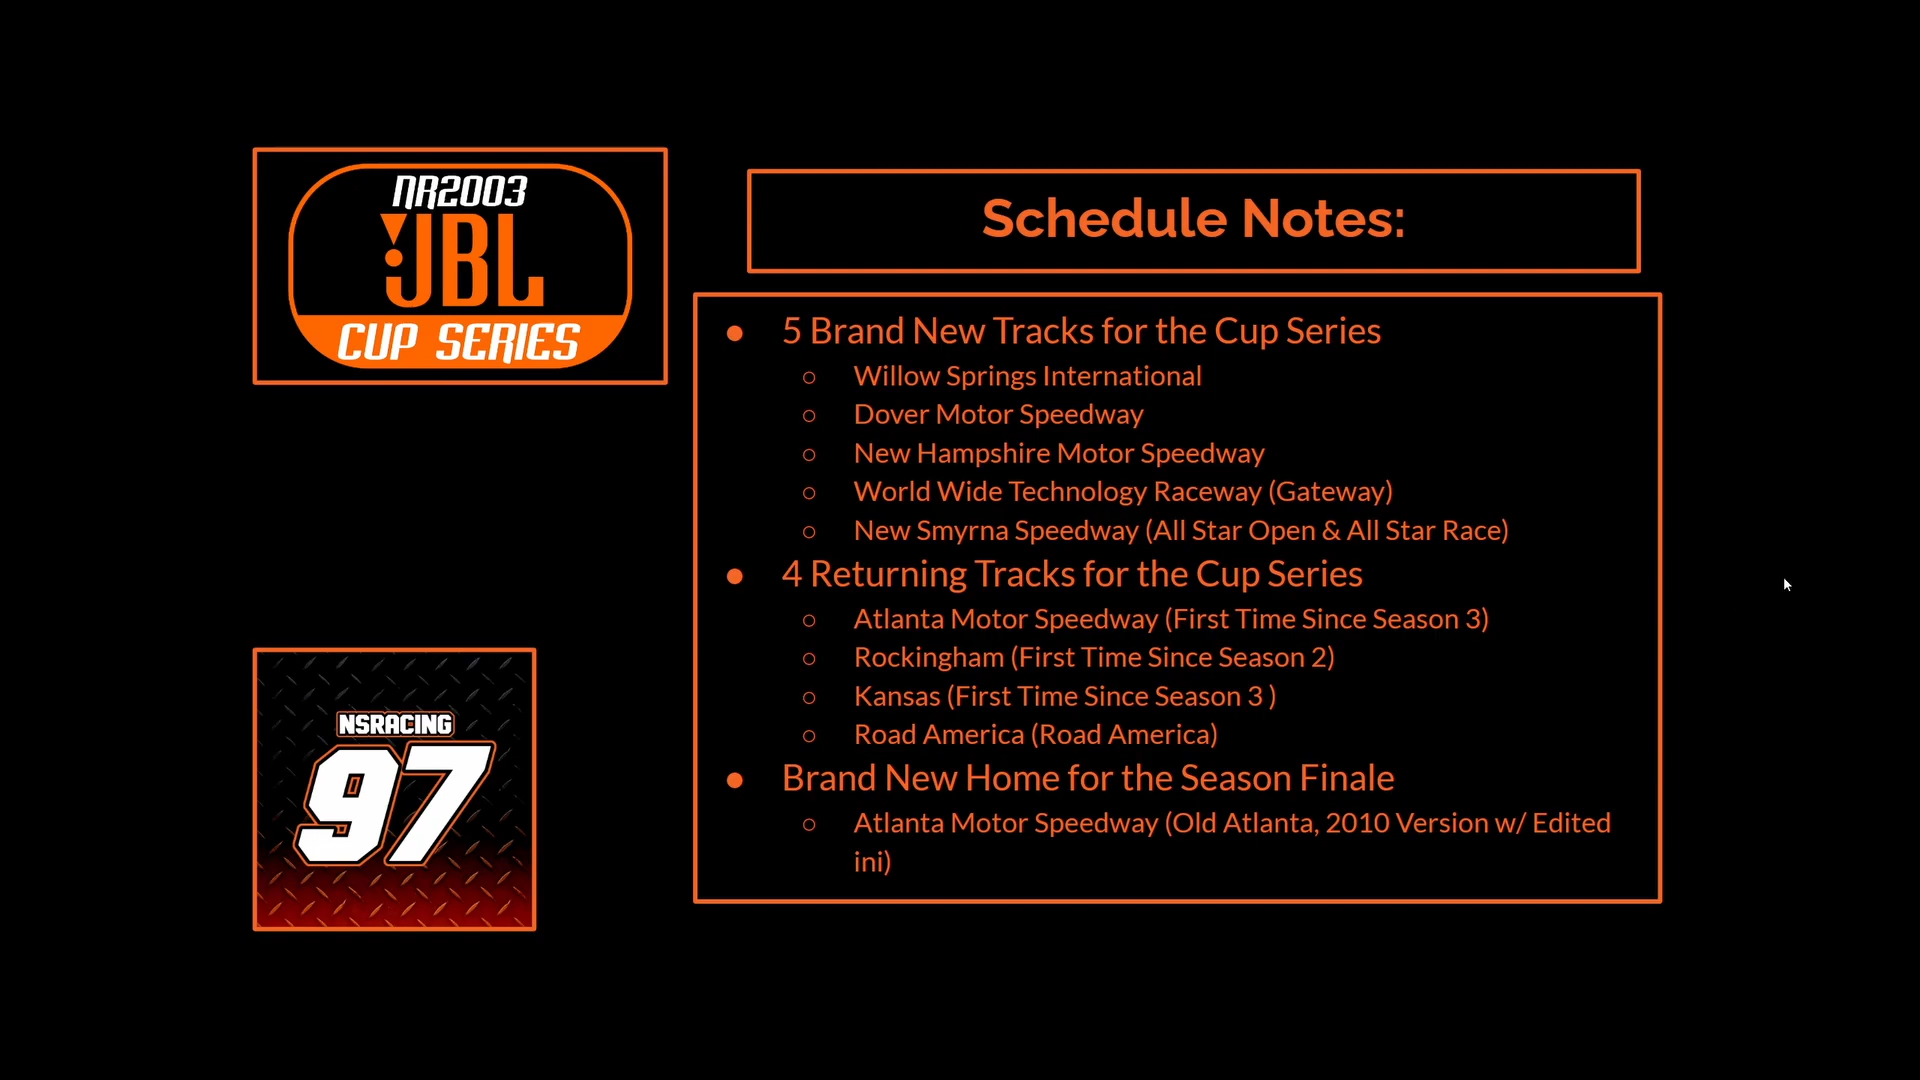 NR2003
JBL
CUP SERIES
Schedule Notes:
● 5 Brand New Tracks for the Cup Series
○ Willow Springs International
○ Dover Motor Speedway
○ New Hampshire Motor Speedway
○ World Wide Technology Raceway (Gateway)
○ New Smyrna Speedway (All Star Open & All Star Race)
● 4 Returning Tracks for the Cup Series
○ Atlanta Motor Speedway (First Time Since Season 3)
○ Rockingham (First Time Since Season 2)
○ Kansas (First Time Since Season 3 )
○ Road America (Road America)
● Brand New Home for the Season Finale
○ Atlanta Motor Speedway (Old Atlanta, 2010 Version w/ Edited
ini)
NSRACING
97